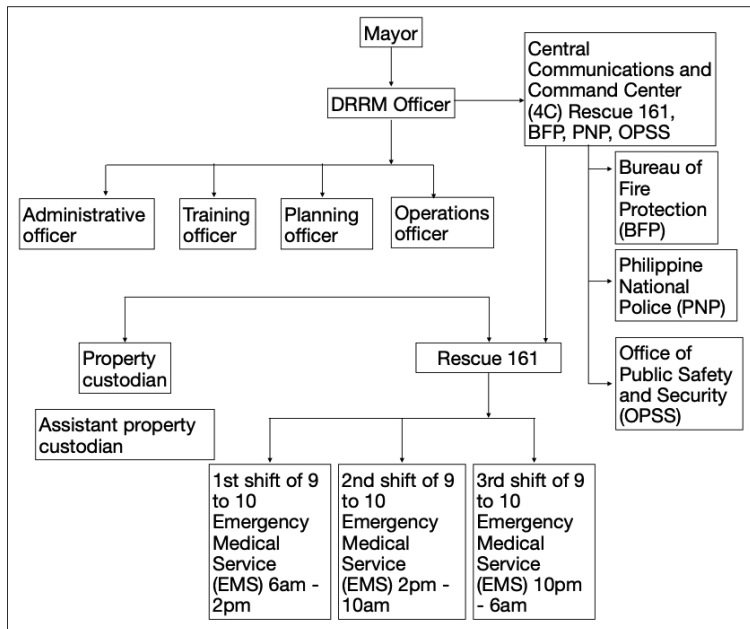 Mayor
DRRM Officer
Central
Communications and
Command Center
(4C) Rescue 161,
BFP, PNP, OPSS
Bureau of
Fire
Protection
(BFP)
Administrative
officer
Training
officer
Planning
officer
Operations
officer
Philippine
National
Police (PNP)
Property
custodian
Rescue 161
Office of
Public Safety
and Security
(OPSS)
Assistant property
custodian
1st shift of 9
to 10
Emergency
Medical
Service
(EMS) 6am -
2pm
2nd shift of 9
to 10
Emergency
Medical
Service
(EMS) 2pm -
10am
3rd shift of 9
to 10
Emergency
Medical
Service
(EMS) 10pm
- 6am